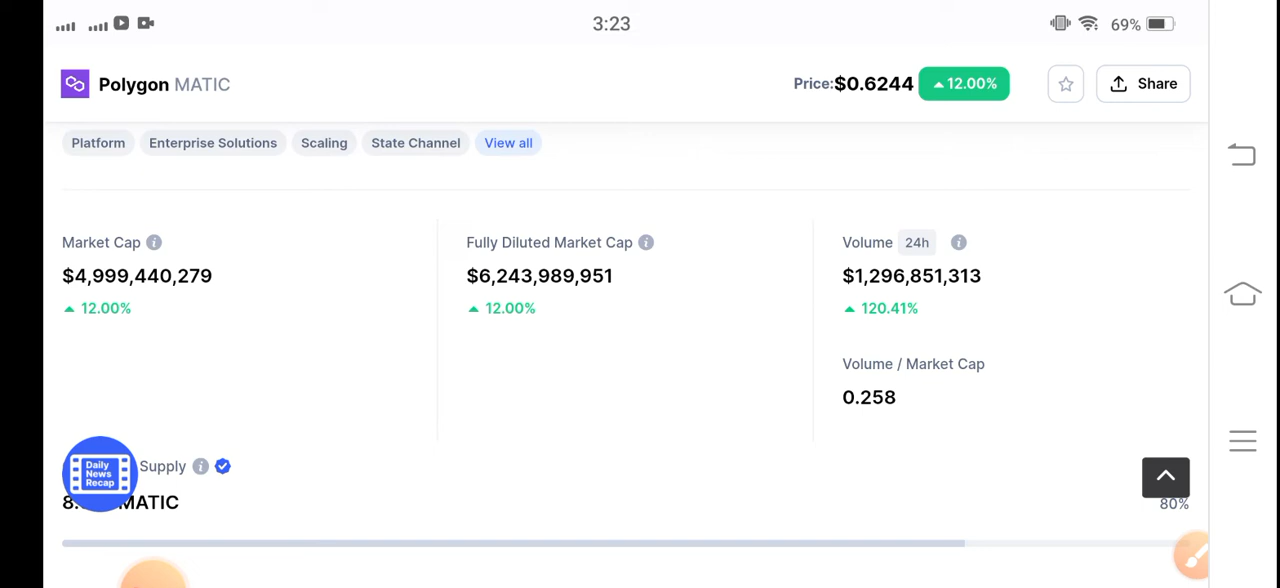 3:23
69%
Polygon MATIC
Price:$0.6244 12.00%
Share
Platform Enterprise Solutions Scaling State Channel View all
Market Cap
$4,999,440,279
12.00%
Fully Diluted Market Cap
$6,243,989,951
12.00%
Volume 24h
$1,296,851,313
120.41%
Volume / Market Cap
0.258
Daily
News
Recap
Supply
MATIC
80%